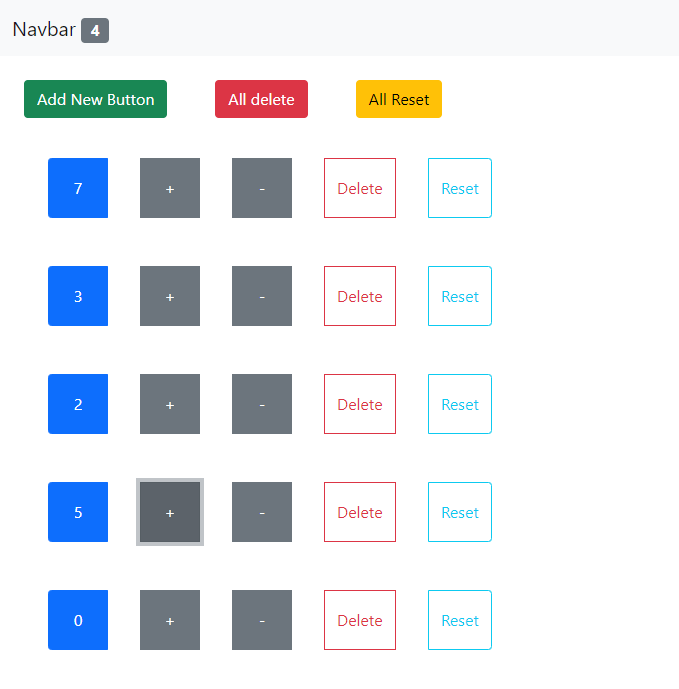 Navbar 4
Add New Button All delete All Reset
7 + - Delete Reset
3 + - Delete Reset
2 + - Delete Reset
5 + - Delete Reset
0 + - Delete Reset